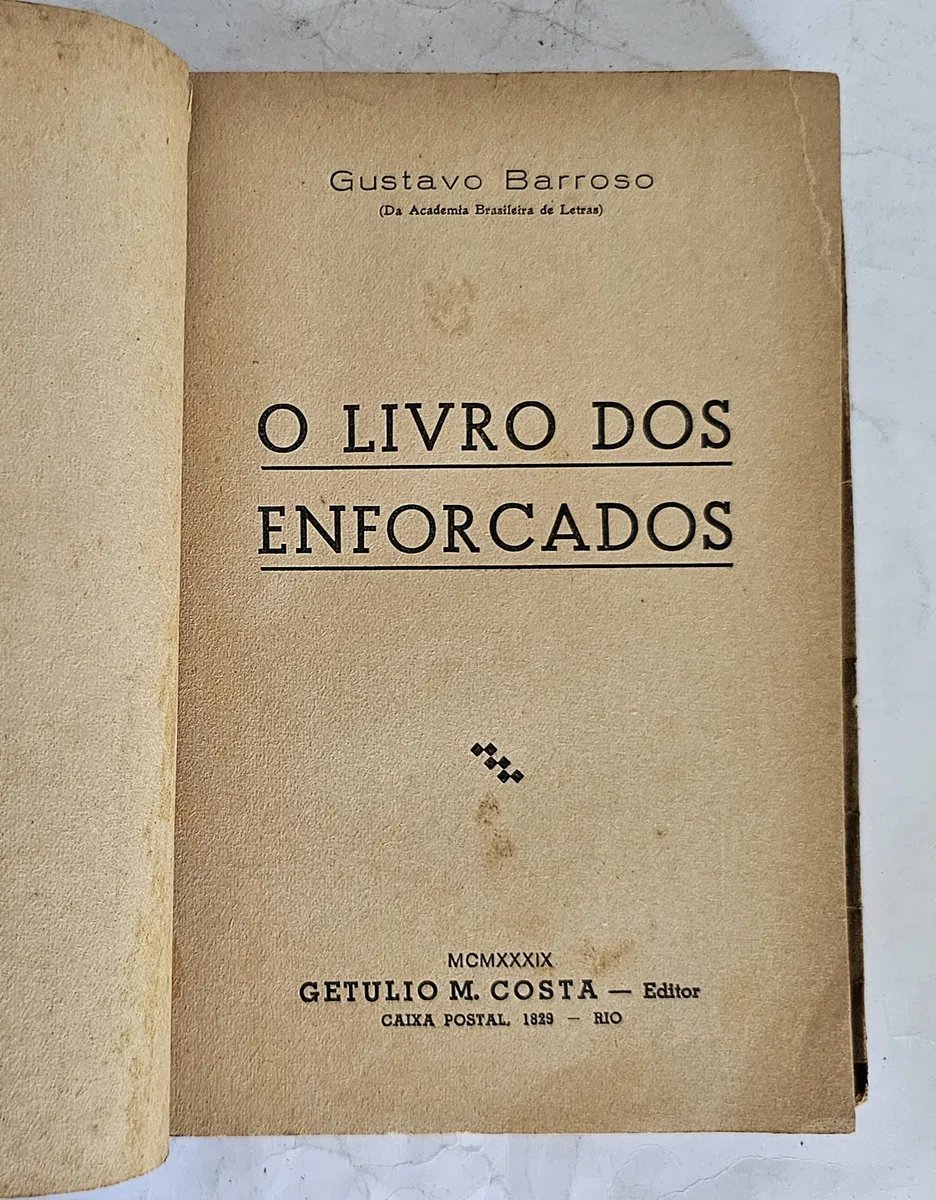 Gustavo Barroso
(Da Academia Brasileira de Letras)
O LIVRO DOS
ENFORCADOS
MCMXXXIX
GETULIO M. COSTA — Editor
CAIXA POSTAL, 1829 — RIO